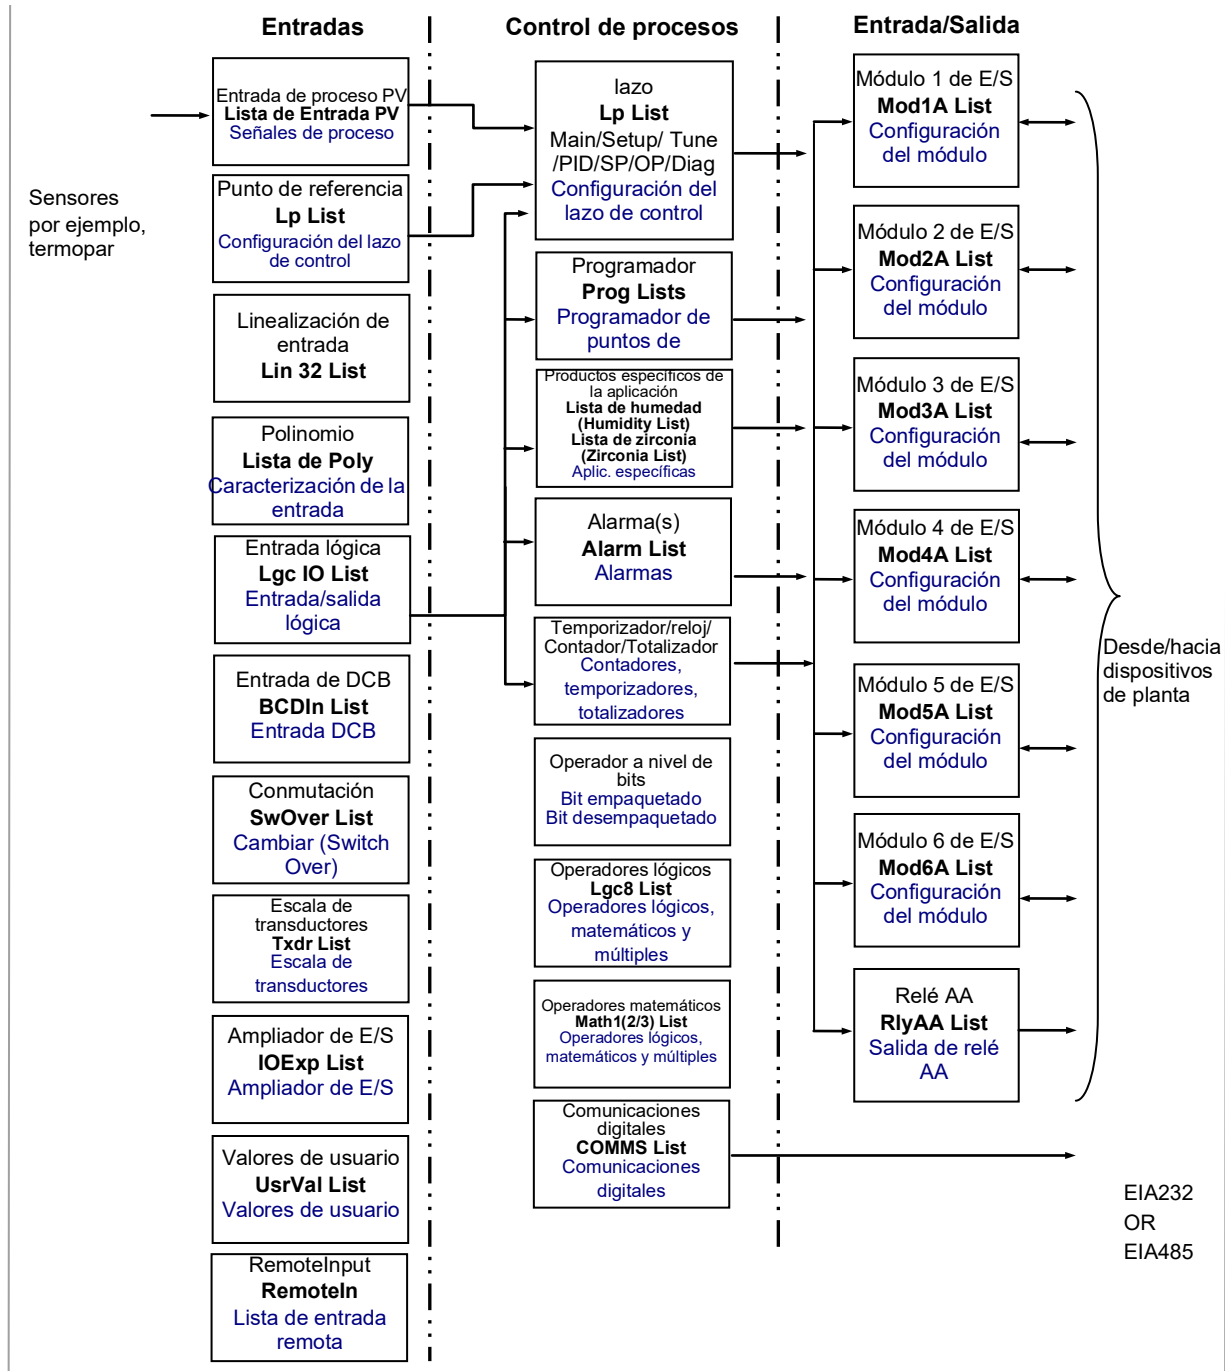 Entradas
Control de procesos
Entrada/Salida
Sensores
por ejemplo,
termopar
Entrada de proceso PV
Lista de Entrada PV
Señales de proceso
Punto de referencia
Lp List
Configuración del lazo
de control
Linealización de
entrada
Lin 32 List
Polinomio
Lista de Poly
Caracterización de la
entrada
Entrada lógica
Lgc IO List
Entrada/salida
lógica
Entrada de DCB
BCDIn List
Entrada DCB
Conmutación
SwOver List
Cambiar (Switch
Over)
Escala de
transductores
Txdr List
Escala de
transductores
Ampliador de E/S
IOExp List
Ampliador de E/S
Valores de usuario
UsrVal List
Valores de usuario
RemoteInput
RemoteIn
Lista de entrada
remota
lazo
Lp List
Main/Setup/ Tune
/PID/SP/OP/Diag
Configuración del
lazo de control
Programador
Prog Lists
Programador de
puntos de
Productos específicos de
la aplicación
Lista de humedad
(Humidity List)
Lista de zirconia
(Zirconia List)
Aplic. específicas
Alarma(s)
Alarm List
Alarmas
Temporizador/reloj/
Contador/Totalizador
Contadores,
temporizadores,
totalizadores
Operador a nivel de
bits
Bit empaquetado
Bit desempaquetado
Operadores lógicos
Lgc8 List
Operadores lógicos,
matemáticos y
múltiples
Operadores matemáticos
Math1(2/3) List
Operadores lógicos,
matemáticos y múltiples
Comunicaciones
digitales
COMMS List
Comunicaciones
digitales
Módulo 1 de E/S
Mod1A List
Configuración
del módulo
Módulo 2 de E/S
Mod2A List
Configuración
del módulo
Módulo 3 de E/S
Mod3A List
Configuración
del módulo
Módulo 4 de E/S
Mod4A List
Configuración
del módulo
Módulo 5 de E/S
Mod5A List
Configuración
del módulo
Módulo 6 de E/S
Mod6A List
Configuración
del módulo
Relé AA
RlyAA List
Salida de relé
AA
Desde/hacia
dispositivos
de planta
EIA232
OR
EIA485